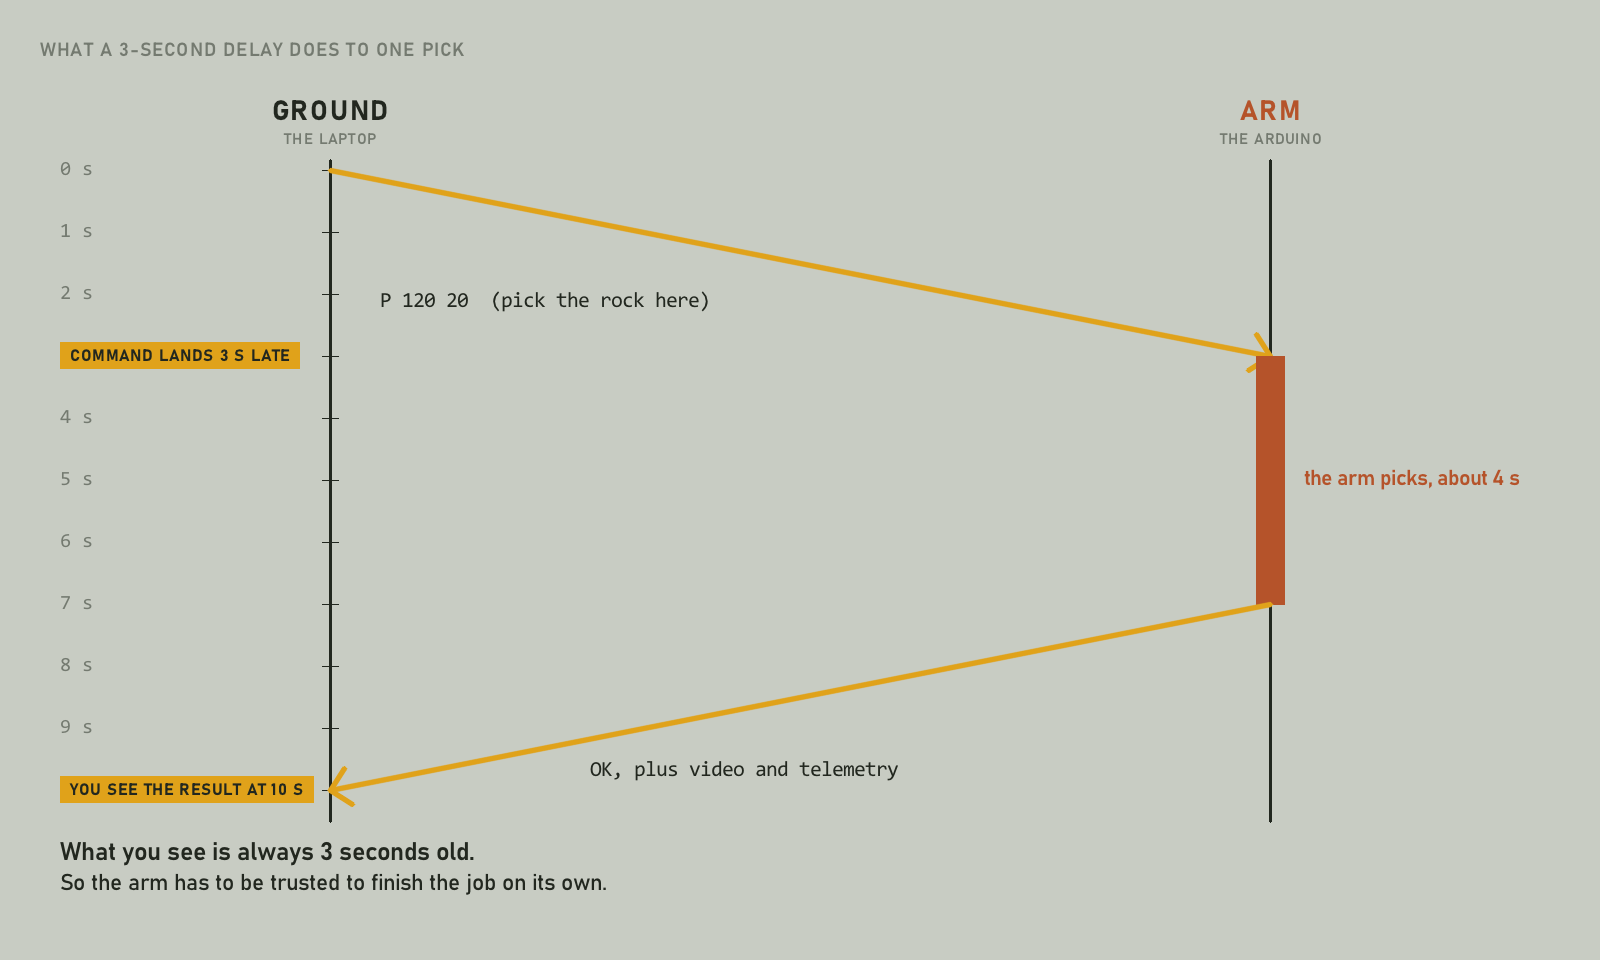 WHAT A 3-SECOND DELAY DOES TO ONE PICK
GROUND
THE LAPTOP
ARM
THE ARDUINO
0 s
1 s
2 s
P 120 20  (pick the rock here)
COMMAND LANDS 3 S LATE
4 s
5 s
the arm picks, about 4 s
6 s
7 s
8 s
9 s
OK, plus video and telemetry
YOU SEE THE RESULT AT 10 S
What you see is always 3 seconds old.
So the arm has to be trusted to finish the job on its own.